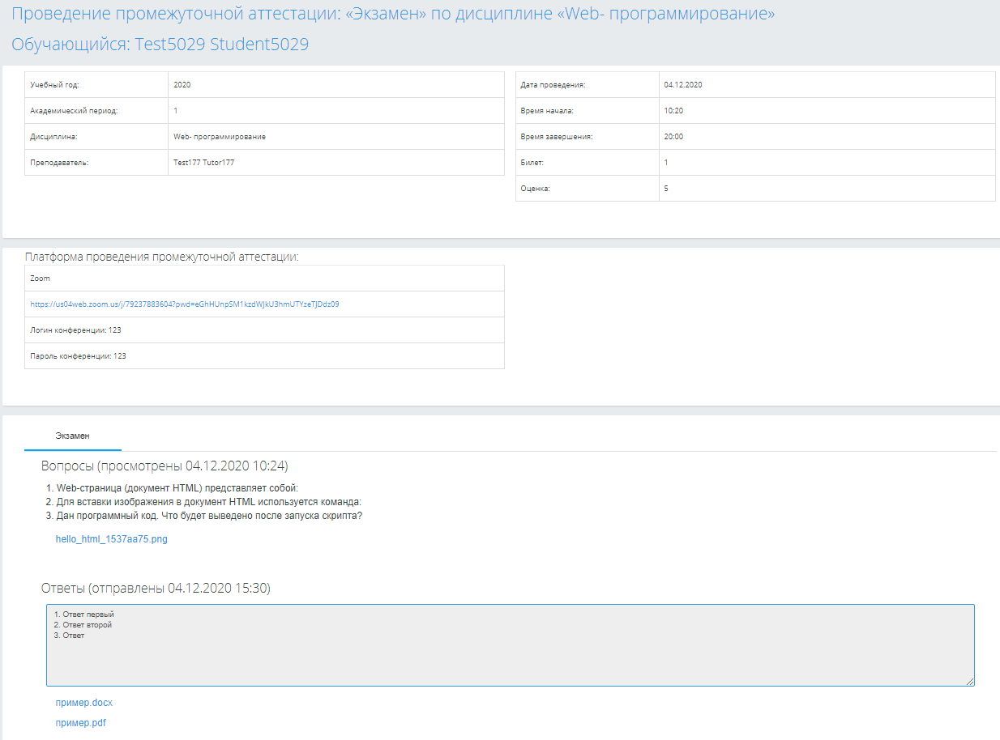 Проведение промежуточной аттестации: «Экзамен» по дисциплине «Web- программирование»
Обучающийся: Test5029 Student5029
Учебный год: 2020
Академический период: 1
Дисциплина: Web- программирование
Преподаватель: Test177 Tutor177
Дата проведения: 04.12.2020
Время начала: 10:20
Время завершения: 20:00
Билет: 1
Оценка: 5
Платформа проведения промежуточной аттестации:
Zoom
https://us04web.zoom.us/j/79237883604?pwd=eGhHUnpSM1kzdWJkU3hmUTYzeTJDdz09
Логин конференции: 123
Пароль конференции: 123
Экзамен
Вопросы (просмотрены 04.12.2020 10:24)
1. Web-страница (документ HTML) представляет собой:
2. Для вставки изображения в документ HTML используется команда:
3. Дан программный код. Что будет выведено после запуска скрипта?
hello_html_1537aa75.png
Ответы (отправлены 04.12.2020 15:30)
1. Ответ первый
2. Ответ второй
3. Ответ
пример.docx
пример.pdf